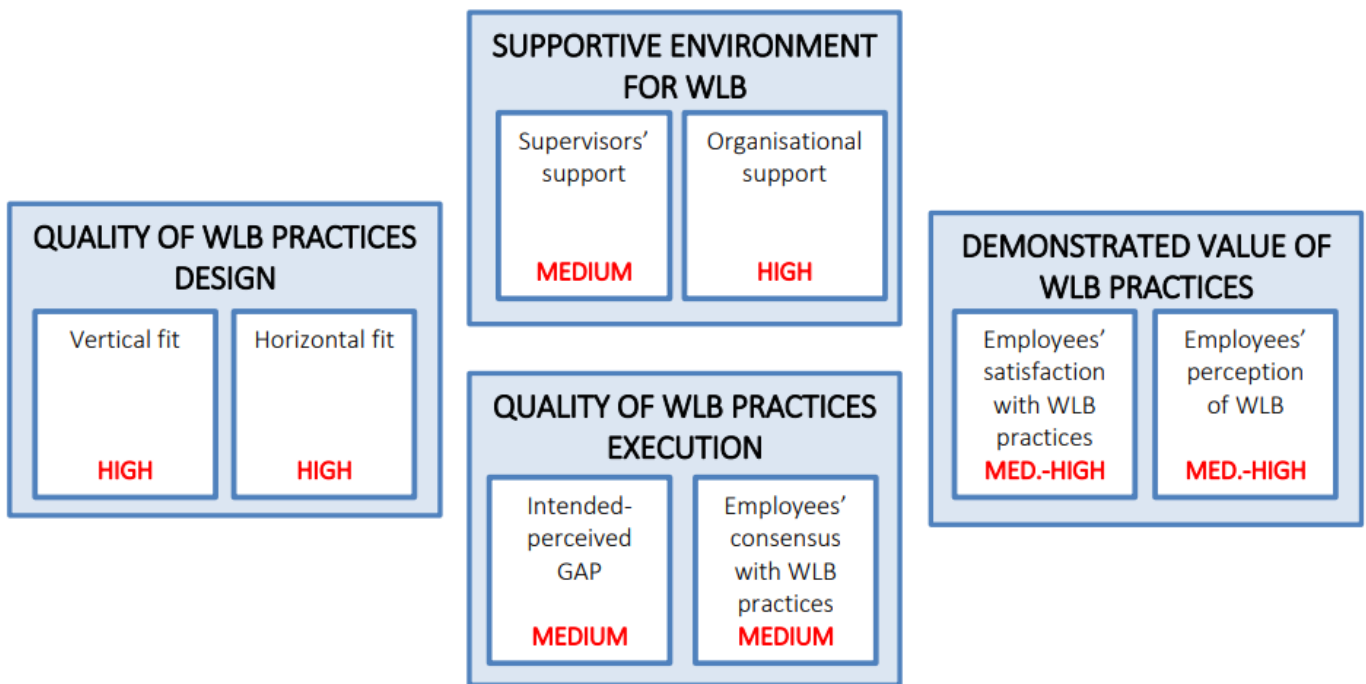 SUPPORTIVE ENVIRONMENT
FOR WLB
Supervisors’
support
MEDIUM
Organisational
support
HIGH
QUALITY OF WLB PRACTICES
DESIGN
Vertical fit
HIGH
Horizontal fit
HIGH
QUALITY OF WLB PRACTICES
EXECUTION
Intended-
perceived
GAP
MEDIUM
Employees’
consensus
with WLB
practices
MEDIUM
DEMONSTRATED VALUE OF
WLB PRACTICES
Employees’
satisfaction
with WLB
practices
MED.-HIGH
Employees’
perception
of WLB
MED.-HIGH